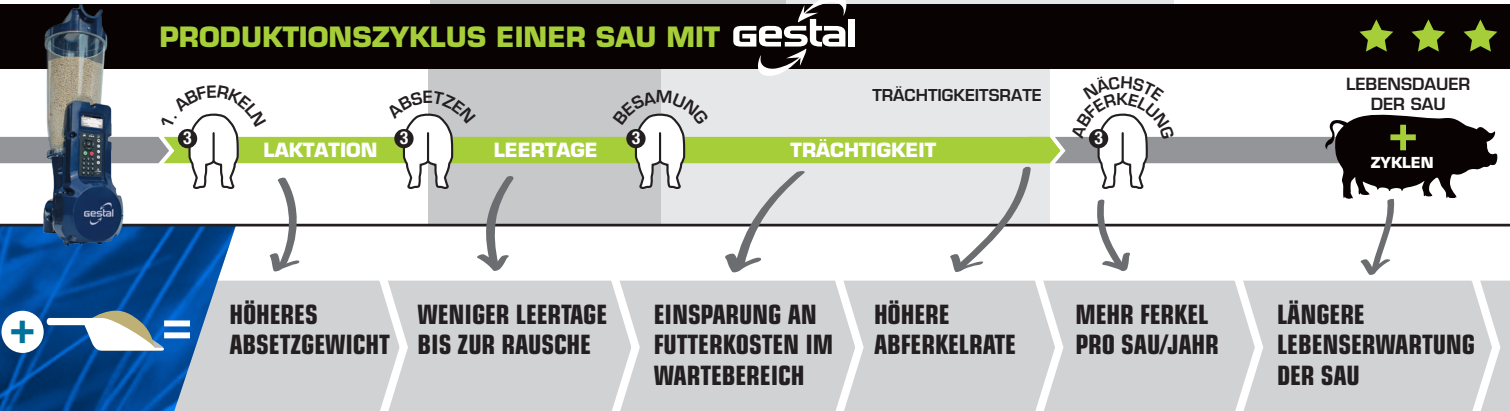 PRODUKTIONSZYKLUS EINER SAU MIT Gestal
1. ABFERKELN
3
LAKTATION
ABSETZEN
3
LEERTAGE
BESAMUNG
3
TRÄCHTIGKEIT
TRÄCHTIGKEITSRATE
NÄCHSTE
ABFERKELUNG
3
LEBENSDAUER
DER SAU
+
ZYKLEN
Gestal
+
=
HÖHERES
ABSETZGEWICHT
WENIGER LEERTAGE
BIS ZUR RAUSCHE
EINSPARUNG AN
FUTTERKOSTEN IM
WARTEBEREICH
HÖHERE
ABFERKELRATE
MEHR FERKEL
PRO SAU/JAHR
LÄNGERE
LEBENSERWARTUNG
DER SAU